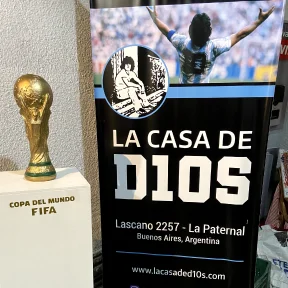 LA CASA DE
D10S
Lascano 2257 - La Paternal
Buenos Aires, Argentina
www.lacasaded10s.com
COPA DEL MUNDO
FIFA